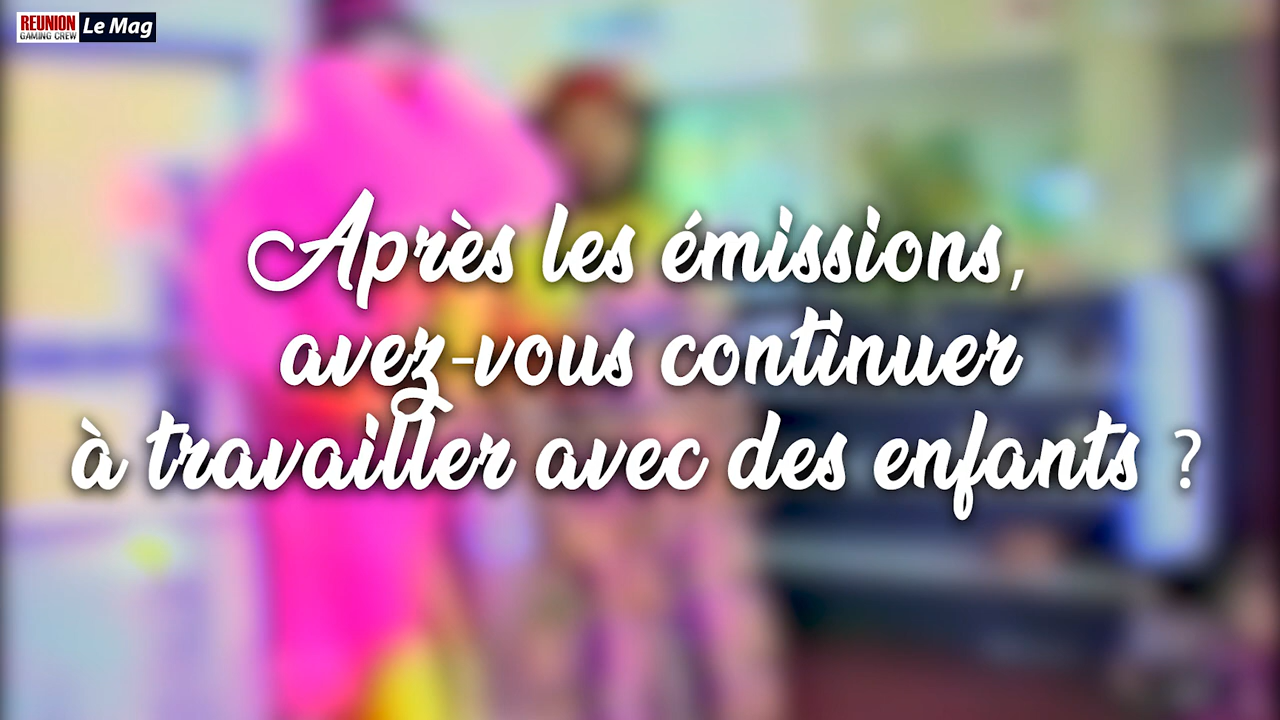 REUNION
GAMING CREW
Le Mag
Après les émissions,
avez-vous continuer
à travailler avec des enfants ?